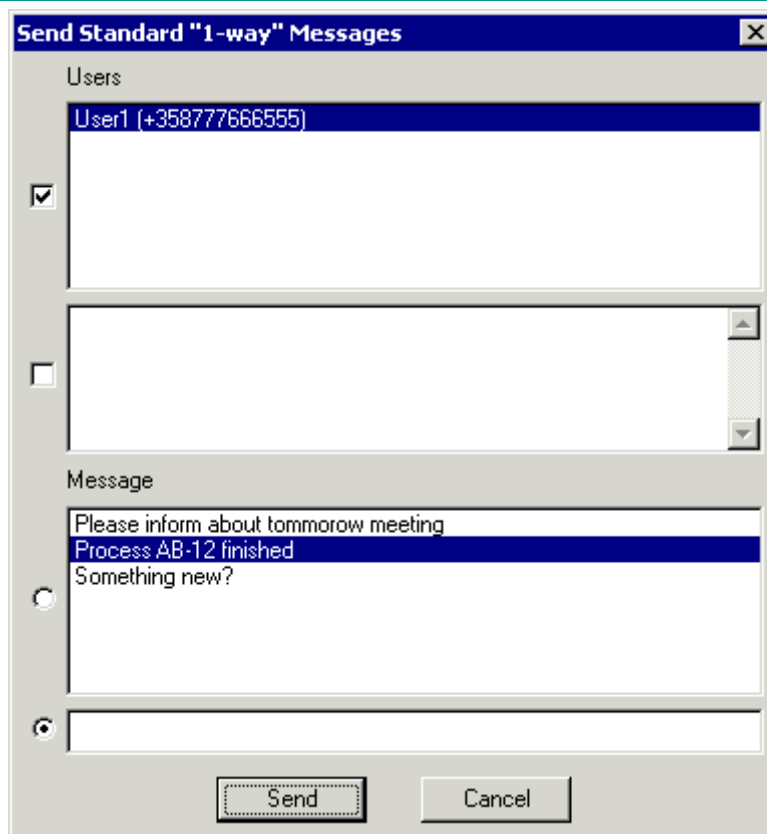 Send Standard "1-way" Messages
Users
User1 (+358777666555)
Message
Please inform about tommorow meeting
Process AB-12 finished
Something new?
Send Cancel